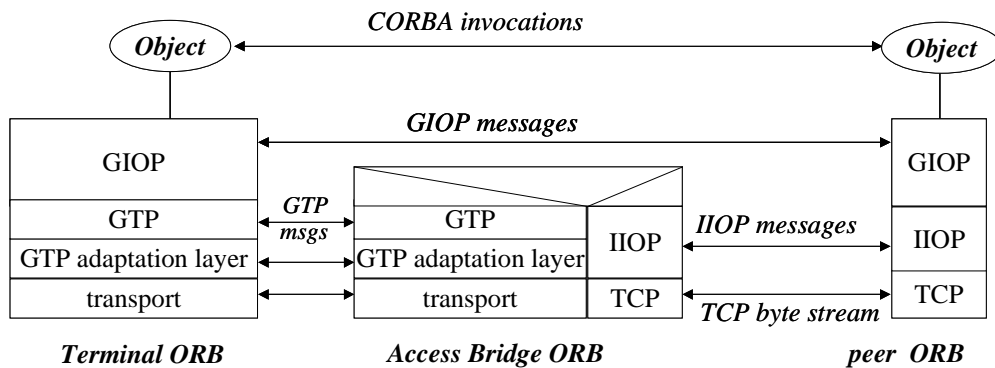 CORBA invocations
Object
Object
GIOP messages
GIOP
GIOP
GTP
GTP
msgs
GTP
IIOP
IIOP messages
IIOP
GTP adaptation layer
GTP adaptation layer
transport
transport
TCP
TCP byte stream
TCP
Terminal ORB
Access Bridge ORB
peer ORB